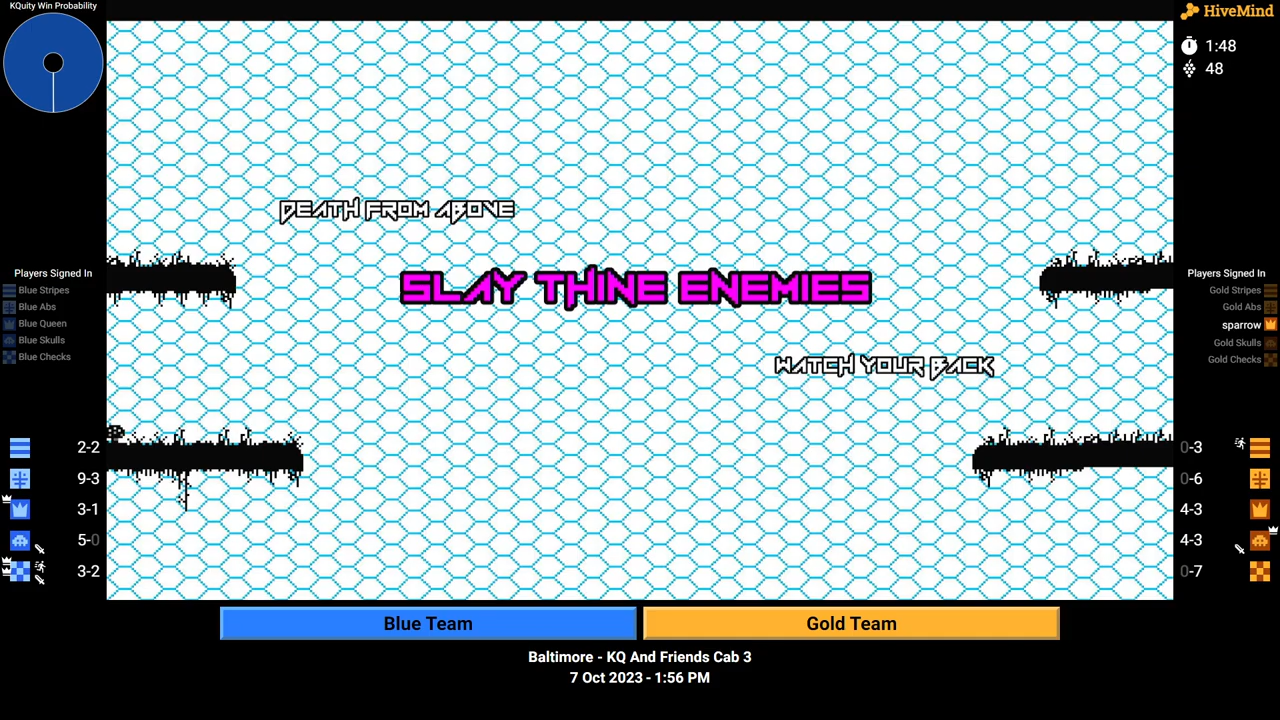 KQuity Win Probability
HiveMind
1:48
48
DEATH FROM ABOVE
SLAY THINE ENEMIES
WATCH YOUR BACK
Players Signed In
Blue Stripes
Blue Abs
Blue Queen
Blue Skulls
Blue Checks
Players Signed In
Gold Stripes
Gold Abs
sparrow
Gold Skulls
Gold Checks
2-2
9-3
3-1
5-0
3-2
0-3
0-6
4-3
4-3
0-7
Blue Team
Gold Team
Baltimore - KQ And Friends Cab 3
7 Oct 2023 - 1:56 PM